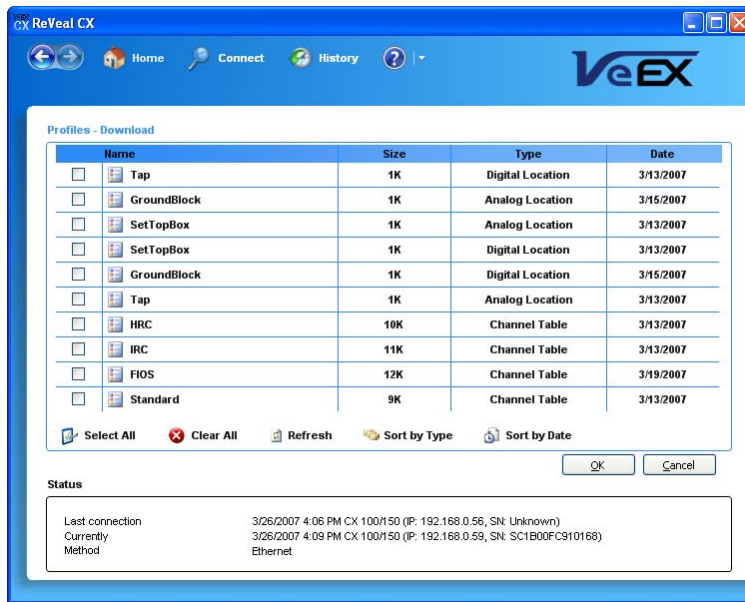 VeEX CX ReVeal CX
Home Connect History ?
VeEX
Profiles - Download
Name Size Type Date
Tap 1K Digital Location 3/13/2007
GroundBlock 1K Analog Location 3/15/2007
SetTopBox 1K Analog Location 3/13/2007
SetTopBox 1K Digital Location 3/13/2007
GroundBlock 1K Digital Location 3/15/2007
Tap 1K Analog Location 3/13/2007
HRC 10K Channel Table 3/13/2007
IRC 11K Channel Table 3/13/2007
FIOS 12K Channel Table 3/19/2007
Standard 9K Channel Table 3/13/2007
Select All Clear All Refresh Sort by Type Sort by Date
OK Cancel
Status
Last connection 3/26/2007 4:06 PM CX 100/150 (IP: 192.168.0.56, SN: Unknown)
Currently 3/26/2007 4:09 PM CX 100/150 (IP: 192.168.0.59, SN: SC1B00FC910168)
Method Ethernet